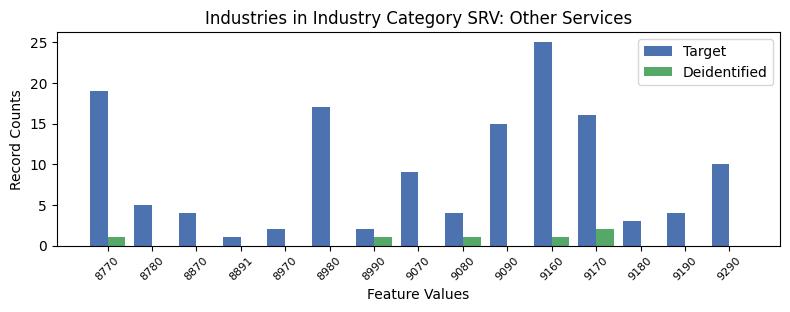 Industries in Industry Category SRV: Other Services
Record Counts
25
20
15
10
5
0
Target
Deidentified
8770 8780 8870 8891 8970 8980 8990 9070 9080 9090 9160 9170 9180 9190 9290
Feature Values